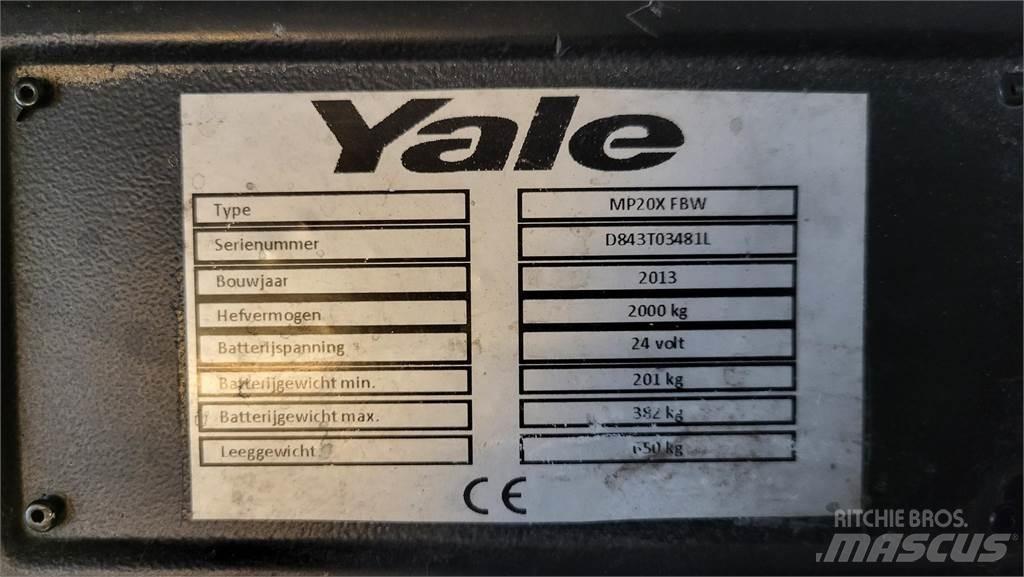 Yale
Type MP20X FBW
Serienummer D843T03481L
Bouwjaar 2013
Hefvermogen 2000 kg
Batterijspanning 24 volt
Batterijgewicht min. 201 kg
Batterijgewicht max. 382 kg
Leeggewicht kg
CE
RITCHIE BROS.
MASCUS